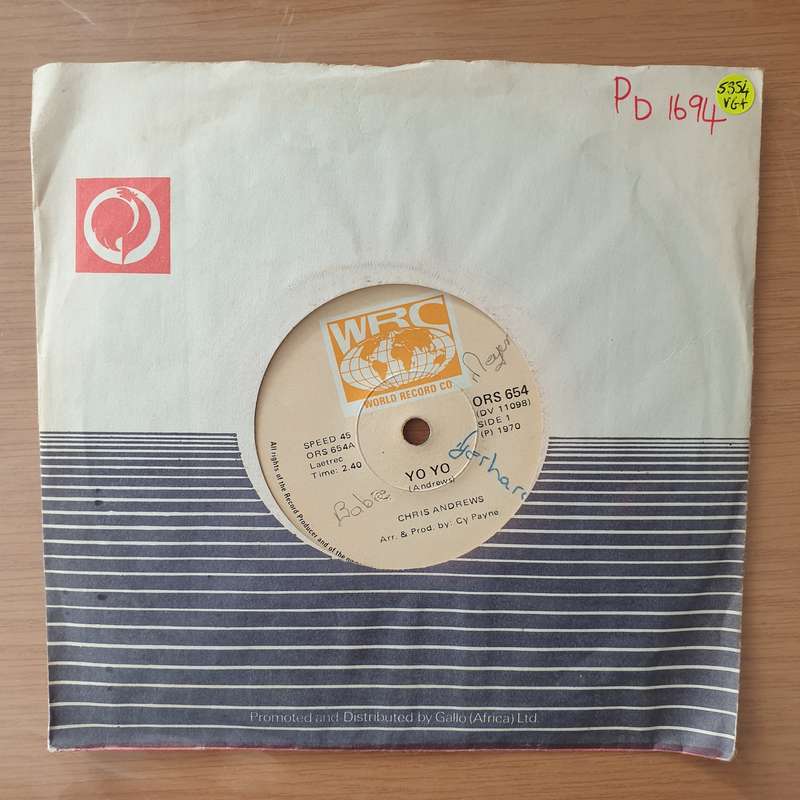 PD 1694
5354
VG+
WRC
WORLD RECORD CO.
SPEED 45
ORS 654A
Laetrec
Time: 2.40
ORS 654
(DV 11098)
SIDE 1
(P) 1970
YO YO
(Andrews)
CHRIS ANDREWS
Arr. & Prod. by: Cy Payne
All rights of the Record Producer and of the
Babie
Promoted and Distributed by Gallo (Africa) Ltd.